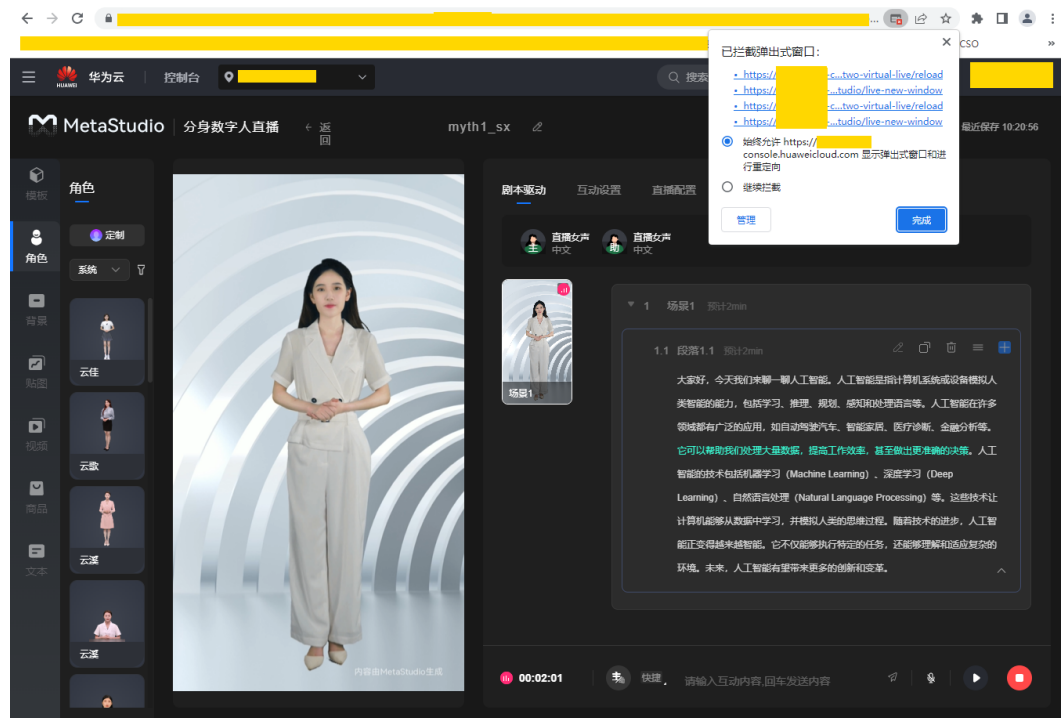 ...
CSO
»
已拦截弹出式窗口：
• https://
-c...two-virtual-live/reload
• https://
-...tudio/live-new-window
• https://
-c...two-virtual-live/reload
• https://
-...tudio/live-new-window
始终允许 https://
console.huaweicloud.com 显示弹出式窗口和进
行重定向
继续拦截
管理
完成
HUAWEI
华为云
控制台
搜索
MetaStudio
分身数字人直播
← 返回
myth1_sx
最近保存 10:20:56
模板
角色
背景
贴图
视频
商品
文本
角色
定制
系统
云佳
云歌
云溪
云溪
内容由MetaStudio生成
剧本驱动
互动设置
直播配置
主
直播女声
中文
助
直播女声
中文
场景1
1 场景1 预计2min
1.1 段落1.1 预计2min
大家好，今天我们来聊一聊人工智能。人工智能是指计算机系统或设备模拟人
类智能的能力，包括学习、推理、规划、感知和处理语言等。人工智能在许多
领域都有广泛的应用，如自动驾驶汽车、智能家居、医疗诊断、金融分析等。
它可以帮助我们处理大量数据，提高工作效率，甚至做出更准确的决策。人工
智能的技术包括机器学习（Machine Learning）、深度学习（Deep
Learning）、自然语言处理（Natural Language Processing）等。这些技术让
计算机能够从数据中学习，并模拟人类的思维过程。随着技术的进步，人工智
能正变得越来越智能。它不仅能够执行特定的任务，还能够理解和适应复杂的
环境。未来，人工智能有望带来更多的创新和变革。
00:02:01
主
快捷
请输入互动内容,回车发送内容